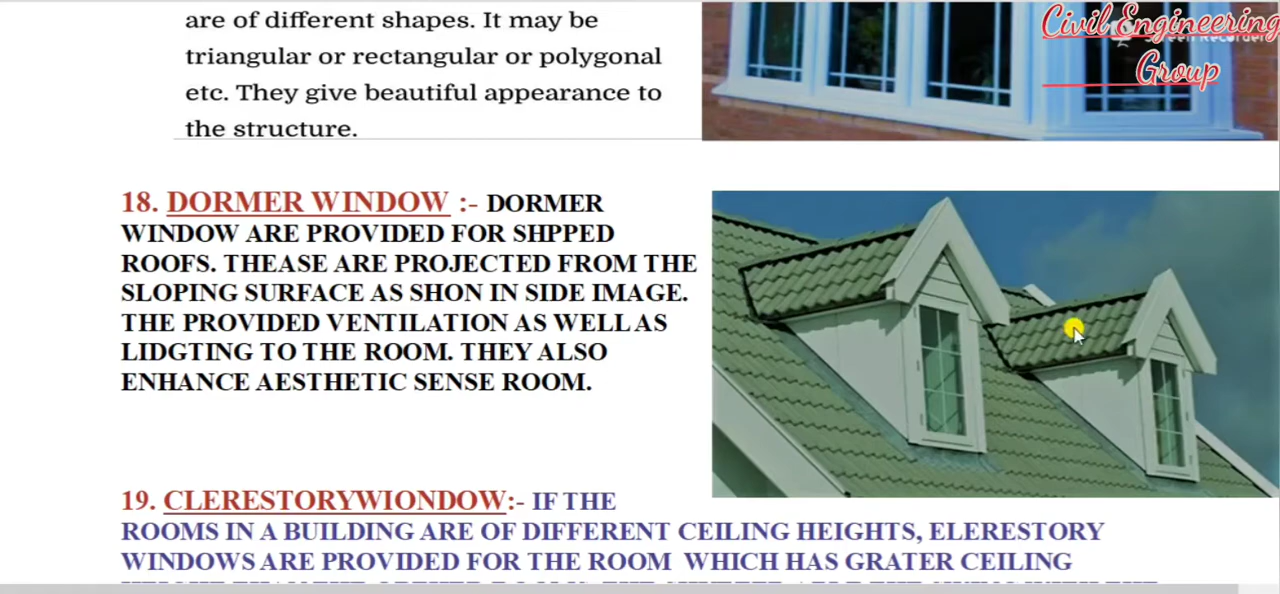 are of different shapes. It may be
triangular or rectangular or polygonal
etc. They give beautiful appearance to
the structure.
Civil Engineering
Group
18. DORMER WINDOW :- DORMER
WINDOW ARE PROVIDED FOR SHPPED
ROOFS. THEASE ARE PROJECTED FROM THE
SLOPING SURFACE AS SHON IN SIDE IMAGE.
THE PROVIDED VENTILATION AS WELL AS
LIDGTING TO THE ROOM. THEY ALSO
ENHANCE AESTHETIC SENSE ROOM.
19. CLERESTORYWIONDOW:- IF THE
ROOMS IN A BUILDING ARE OF DIFFERENT CEILING HEIGHTS, ELERESTORY
WINDOWS ARE PROVIDED FOR THE ROOM WHICH HAS GRATER CEILING